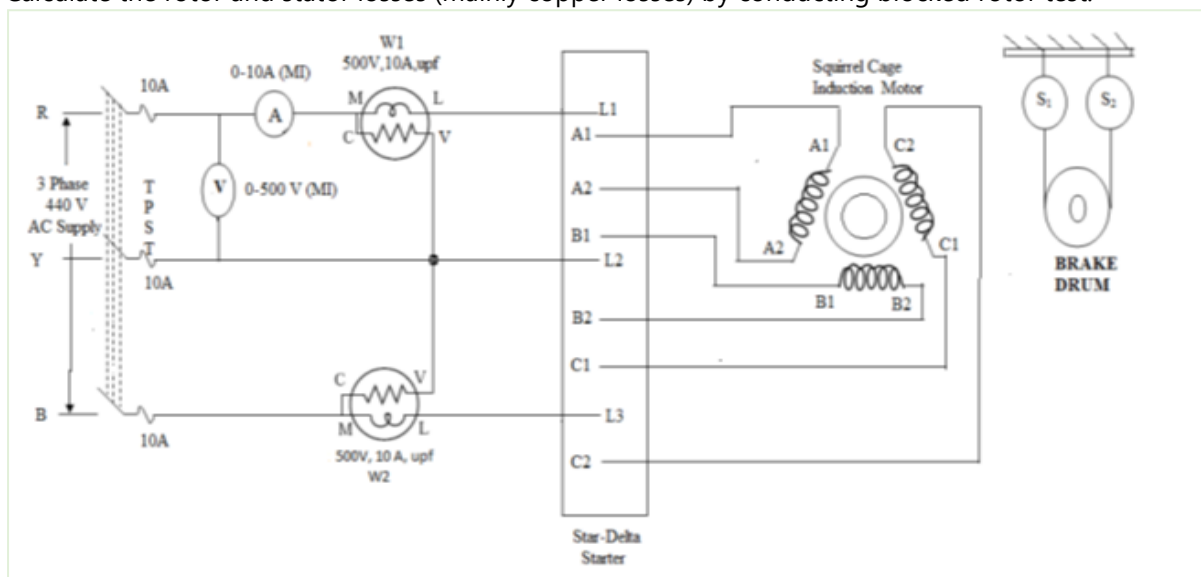 calculate the rotor and stator losses (mainly copper losses) by conducting blocked rotor test.
W1
500V,10A,upf
0-10A (MI)
10A
Squirrel Cage
Induction Motor
S1
S2
R
A
M
L
C
V
L1
A1
A1
C2
3 Phase
440 V
AC Supply
T
P
S
T
V
0-500 V (MI)
A2
B1
A2
C1
Y
10A
L2
BRAKE
DRUM
B1
B2
B2
C1
C
V
B
M
L
L3
10A
500V, 10 A, upf
W2
C2
Star-Delta
Starter